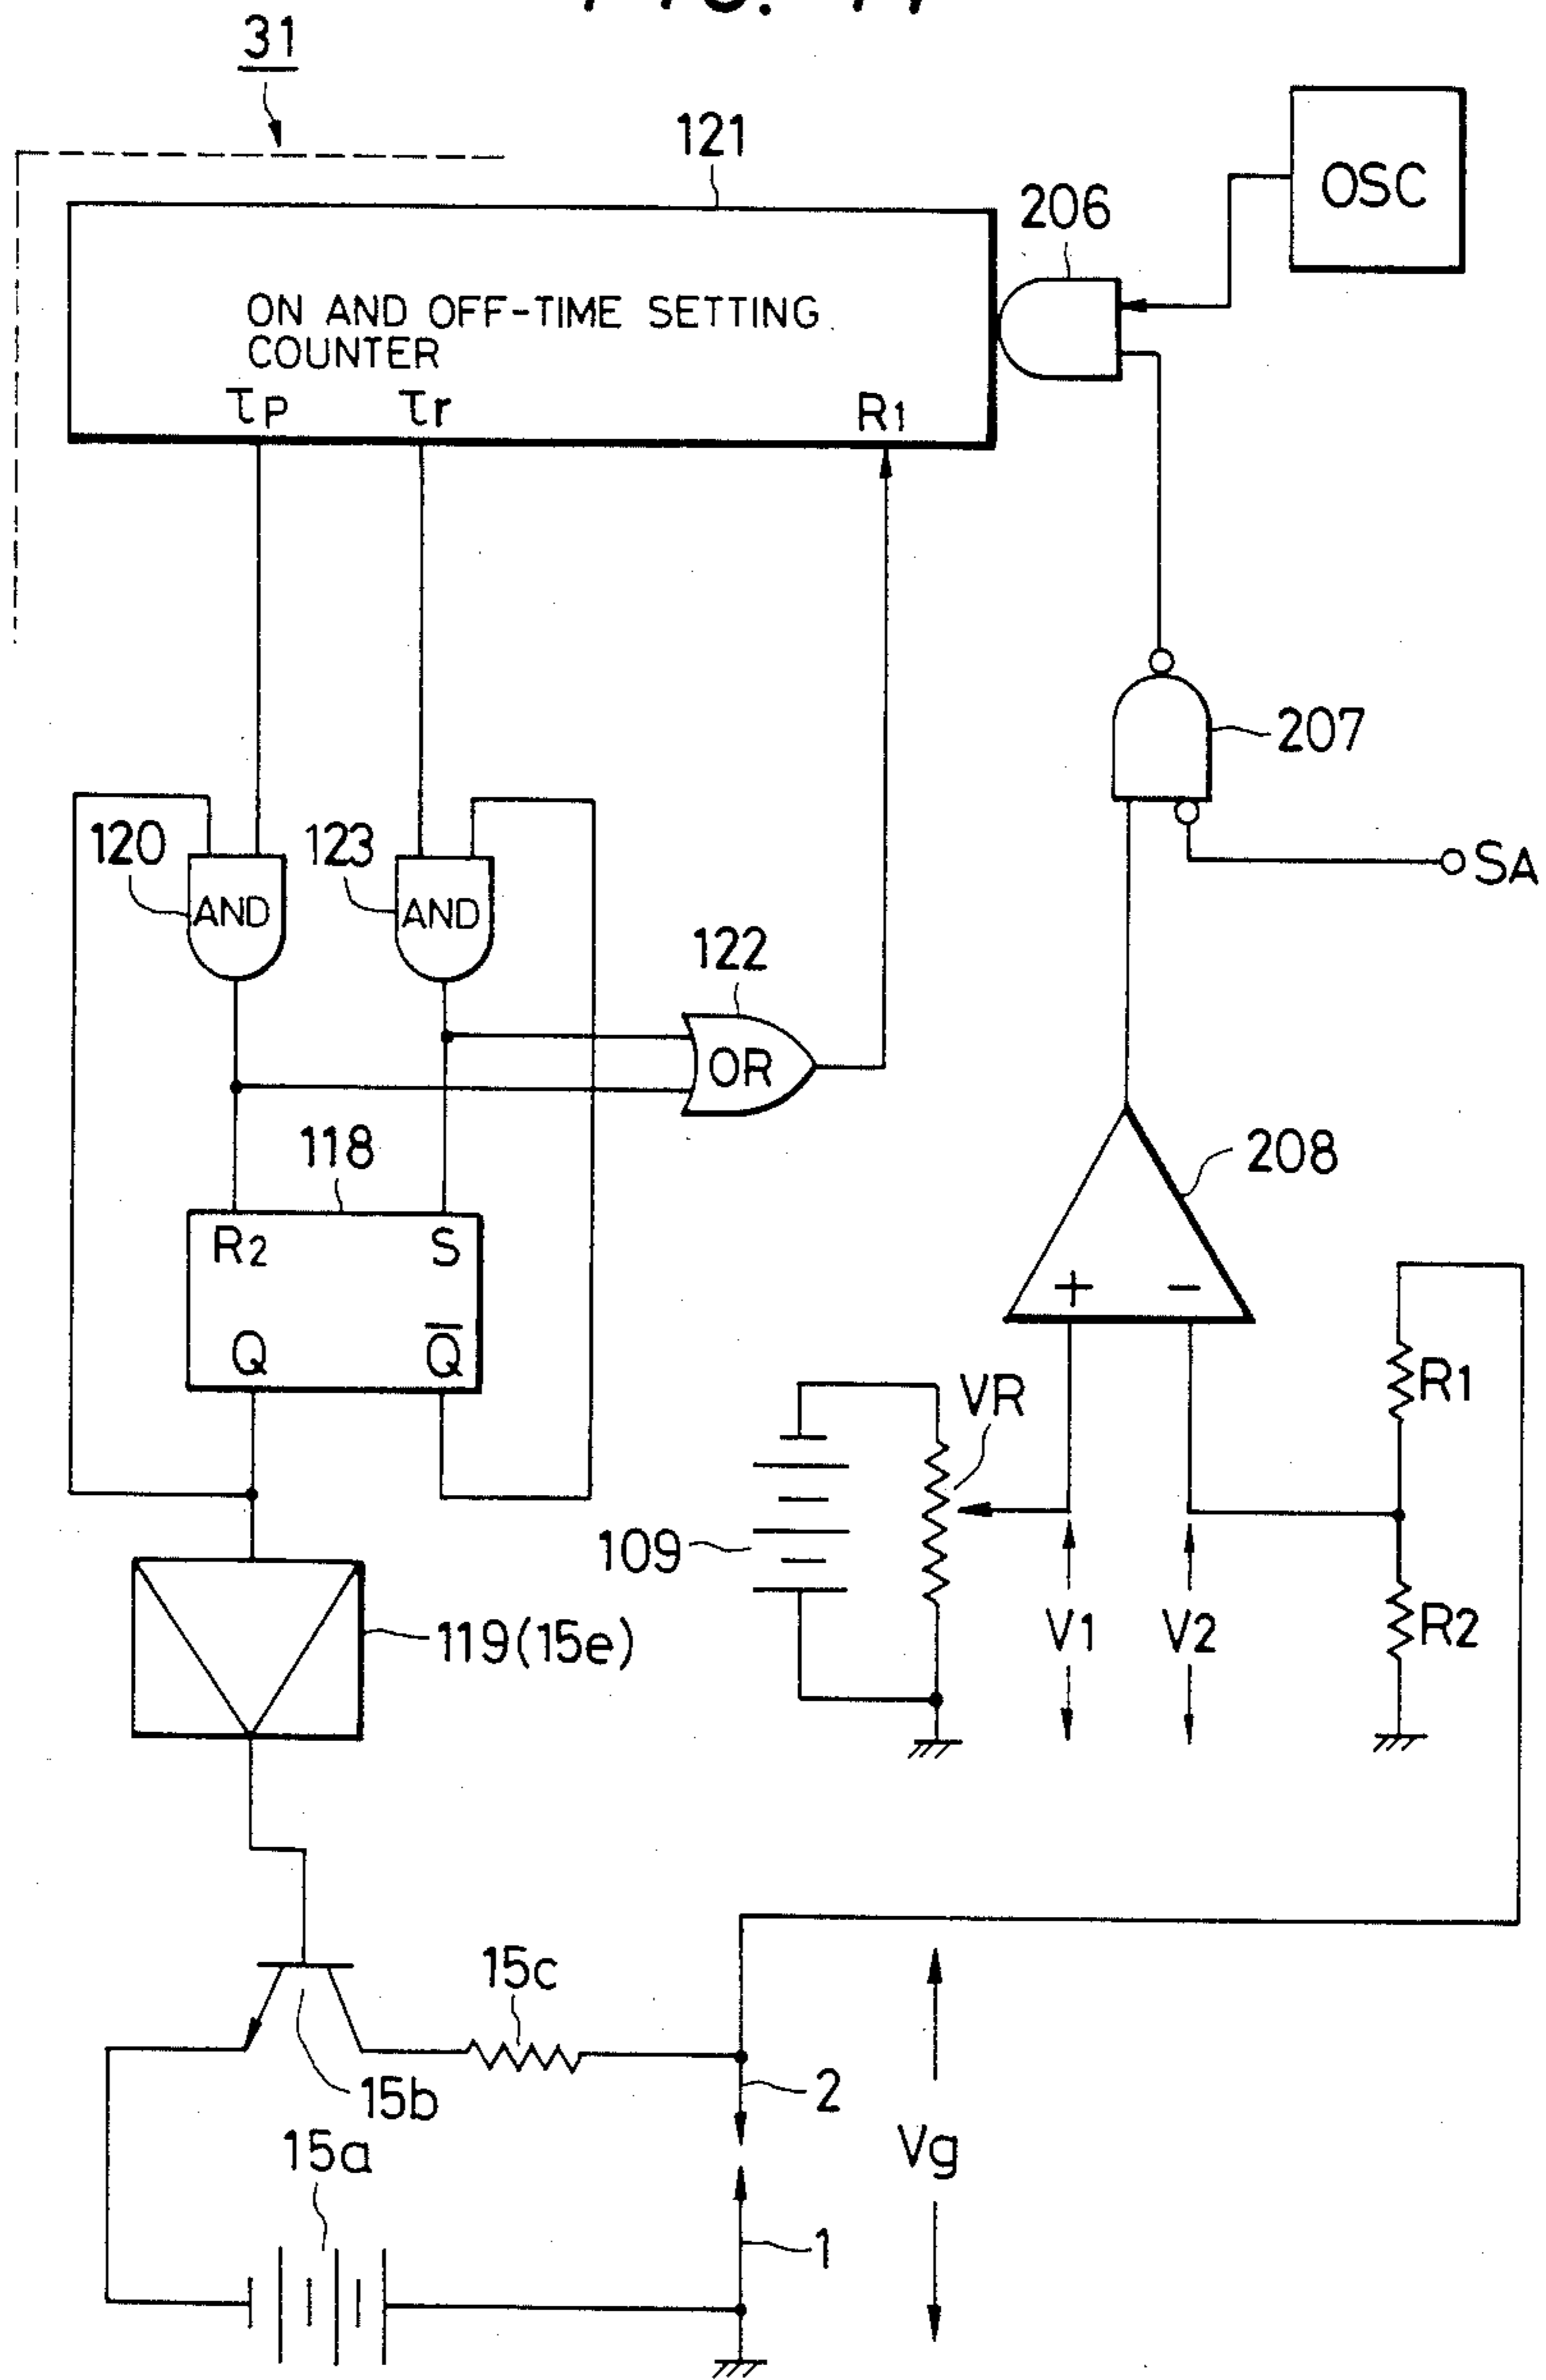 31
121
206
OSC
ON AND OFF-TIME SETTING
COUNTER
τP
τr
R1
207
120
123
AND
AND
SA
122
OR
118
208
R2
S
Q
Q̅
+
−
R1
VR
109
119(15e)
V1
V2
R2
15c
15b
2
15a
Vg
1